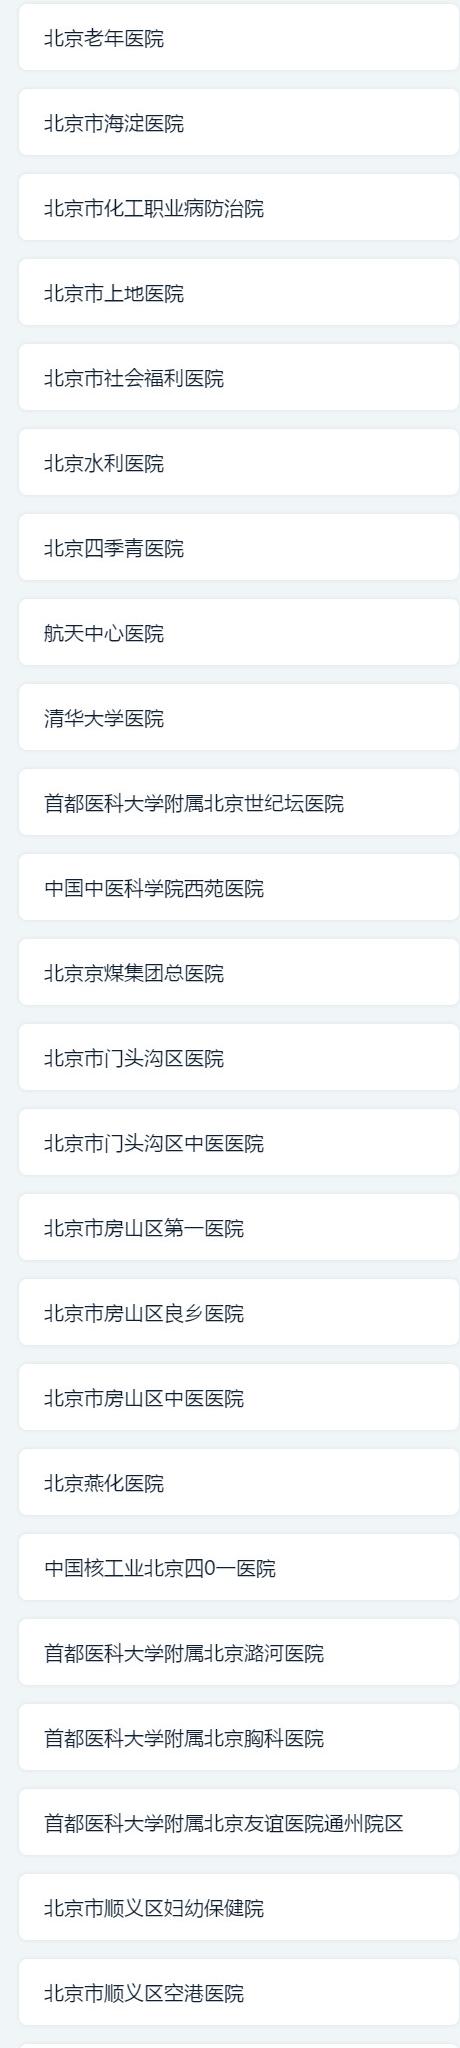 北京老年医院
北京市海淀医院
北京市化工职业病防治院
北京市上地医院
北京市社会福利医院
北京水利医院
北京四季青医院
航天中心医院
清华大学医院
首都医科大学附属北京世纪坛医院
中国中医科学院西苑医院
北京京煤集团总医院
北京市门头沟区医院
北京市门头沟区中医医院
北京市房山区第一医院
北京市房山区良乡医院
北京市房山区中医医院
北京燕化医院
中国核工业北京四0一医院
首都医科大学附属北京潞河医院
首都医科大学附属北京胸科医院
首都医科大学附属北京友谊医院通州院区
北京市顺义区妇幼保健院
北京市顺义区空港医院